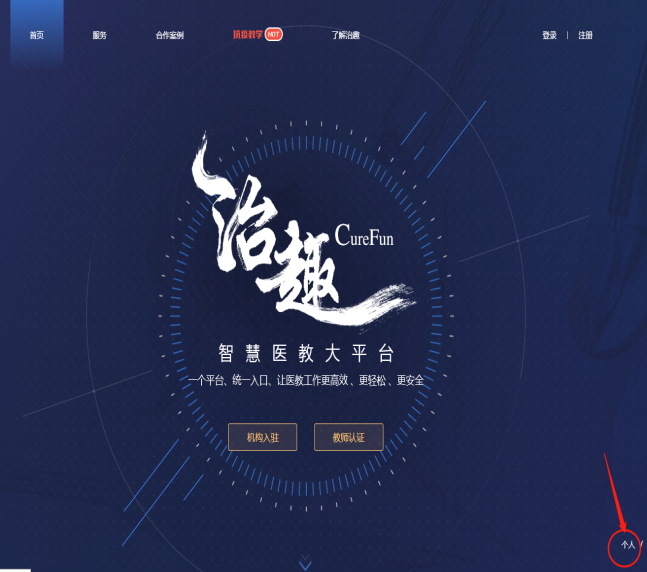 首页 服务 合作案例 抗疫教学 HOT 了解治趣 登录 | 注册
治趣 CureFun
智慧医教大平台
一个平台、统一入口、让医教工作更高效、更轻松、更安全
机构入驻 教师认证
个人 /